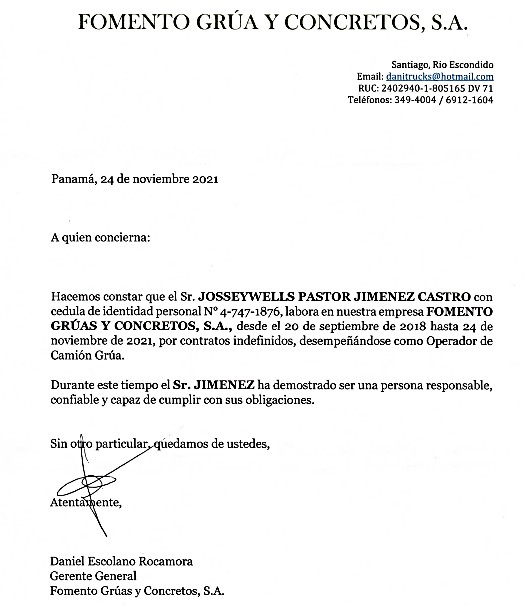 FOMENTO GRÚA Y CONCRETOS, S.A.
Santiago, Rio Escondido
Email: danitrucks@hotmail.com
RUC: 2402940-1-805165 DV 71
Teléfonos: 349-4004 / 6912-1604
Panamá, 24 de noviembre 2021
A quien concierna:
Hacemos constar que el Sr. JOSSEYWELLS PASTOR JIMENEZ CASTRO con
cedula de identidad personal N° 4-747-1876, labora en nuestra empresa FOMENTO
GRÚAS Y CONCRETOS, S.A., desde el 20 de septiembre de 2018 hasta 24 de
noviembre de 2021, por contratos indefinidos, desempeñándose como Operador de
Camión Grúa.
Durante este tiempo el Sr. JIMENEZ ha demostrado ser una persona responsable,
confiable y capaz de cumplir con sus obligaciones.
Sin otro particular, quedamos de ustedes,
Atentamente,
Daniel Escolano Rocamora
Gerente General
Fomento Grúas y Concretos, S.A.